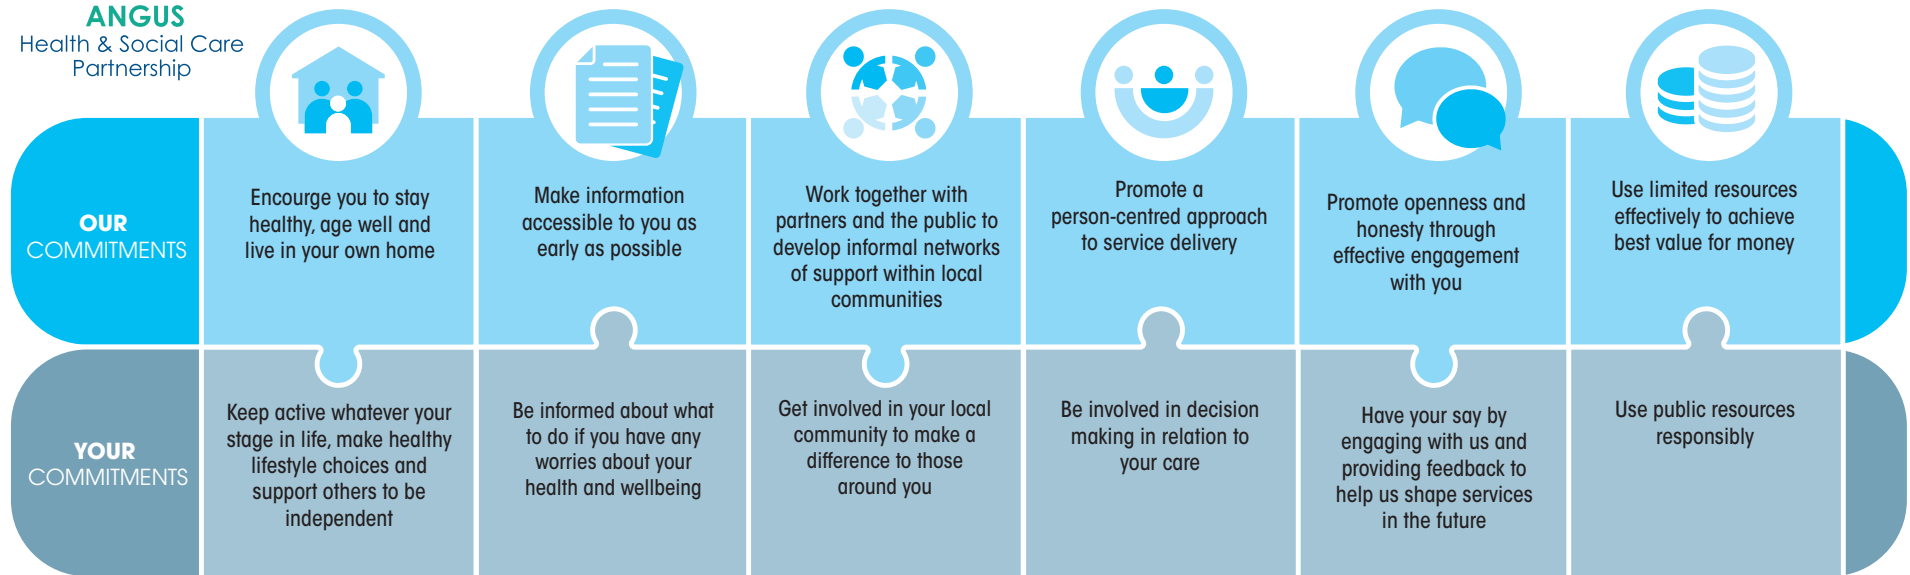 ANGUS
Health & Social Care
Partnership
OUR
COMMITMENTS
Encourge you to stay
healthy, age well and
live in your own home
Make information
accessible to you as
early as possible
Work together with
partners and the public to
develop informal networks
of support within local
communities
Promote a
person-centred approach
to service delivery
Promote openness and
honesty through
effective engagement
with you
Use limited resources
effectively to achieve
best value for money
YOUR
COMMITMENTS
Keep active whatever your
stage in life, make healthy
lifestyle choices and
support others to be
independent
Be informed about what
to do if you have any
worries about your
health and wellbeing
Get involved in your local
community to make a
difference to those
around you
Be involved in decision
making in relation to
your care
Have your say by
engaging with us and
providing feedback to
help us shape services
in the future
Use public resources
responsibly